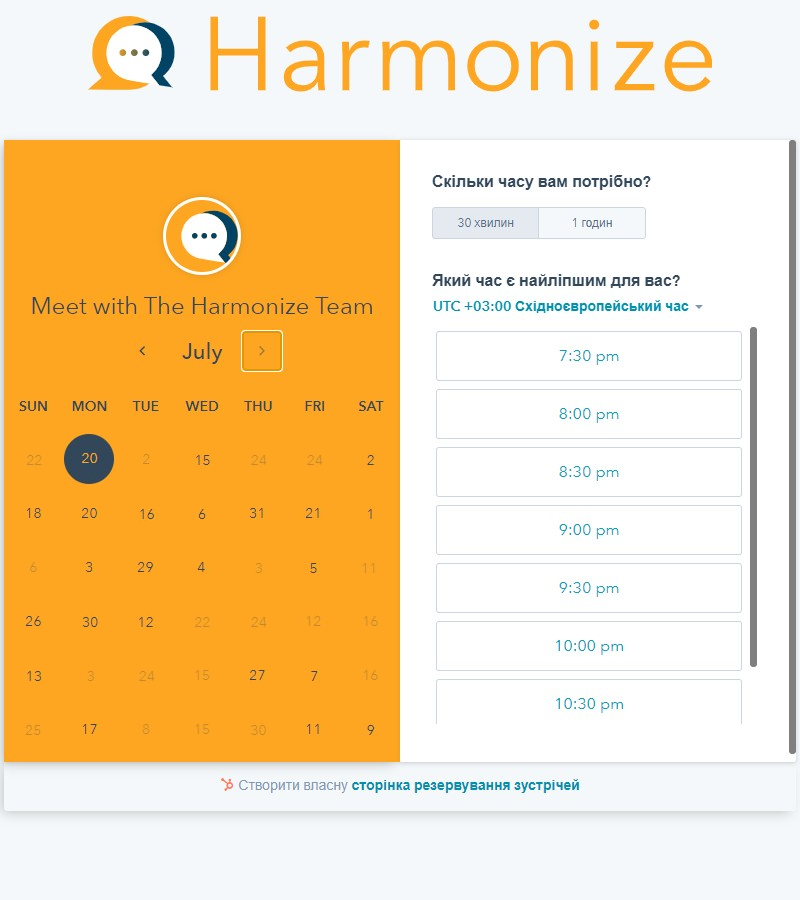 Harmonize
Meet with The Harmonize Team
July
SUN MON TUE WED THU FRI SAT
22 20 2 15 24 24 2
18 20 16 6 31 21 1
6 3 29 4 3 5 11
26 30 12 22 24 12 16
13 3 24 15 27 7 16
25 17 8 15 30 11 9
Скільки часу вам потрібно?
30 хвилин 1 годин
Який час є найліпшим для вас?
UTC +03:00 Східноєвропейський час
7:30 pm
8:00 pm
8:30 pm
9:00 pm
9:30 pm
10:00 pm
10:30 pm
Створити власну сторінка резервування зустрічей